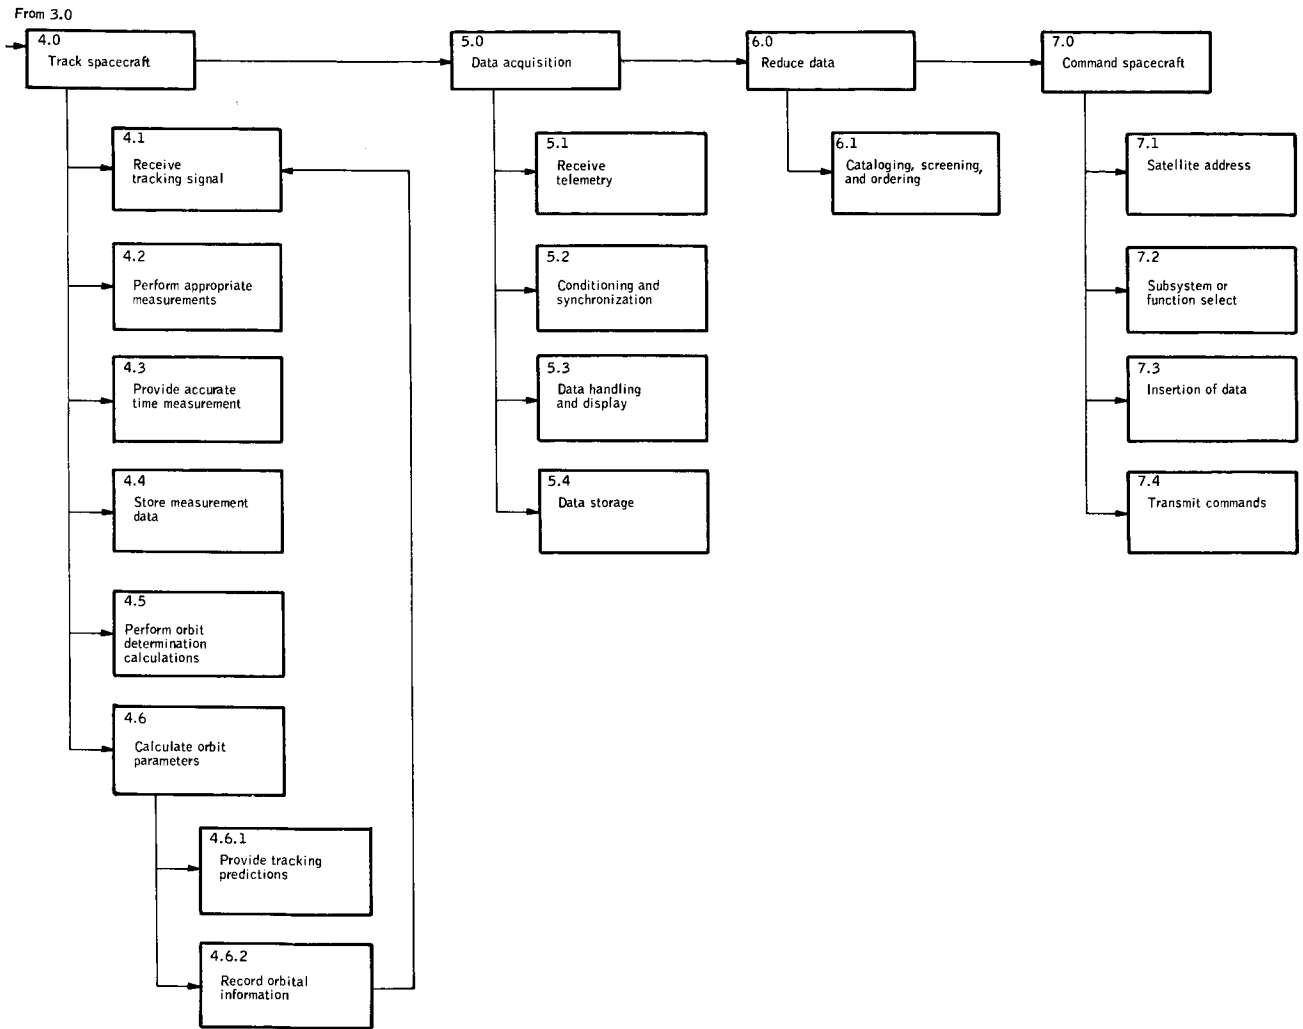 From 3.0
4.0
Track spacecraft
5.0
Data acquisition
6.0
Reduce data
7.0
Command spacecraft
4.1
Receive
tracking signal
4.2
Perform appropriate
measurements
4.3
Provide accurate
time measurement
4.4
Store measurement
data
4.5
Perform orbit
determination
calculations
4.6
Calculate orbit
parameters
4.6.1
Provide tracking
predictions
4.6.2
Record orbital
information
5.1
Receive
telemetry
5.2
Conditioning and
synchronization
5.3
Data handling
and display
5.4
Data storage
6.1
Cataloging, screening,
and ordering
7.1
Satellite address
7.2
Subsystem or
function select
7.3
Insertion of data
7.4
Transmit commands